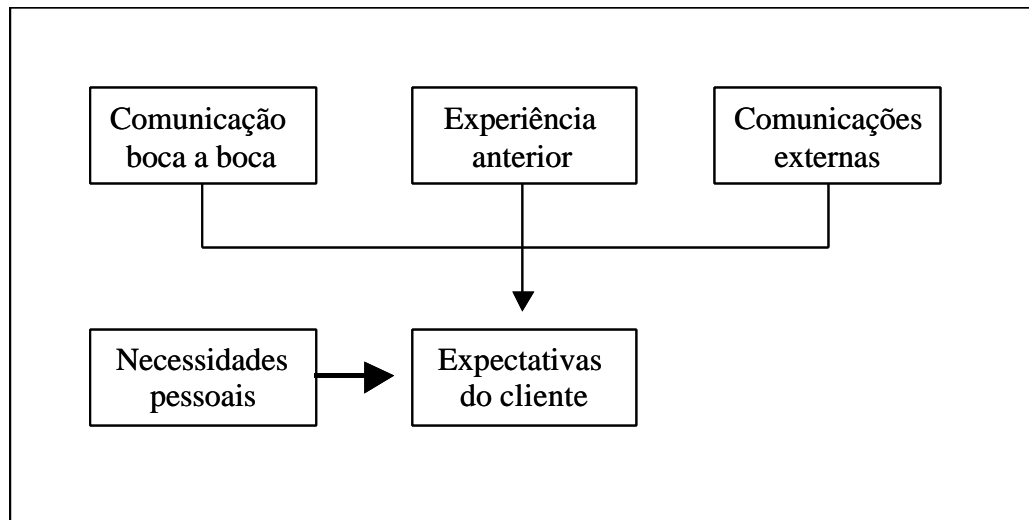 Comunicação
boca a boca
Experiência
anterior
Comunicações
externas
Necessidades
pessoais
Expectativas
do cliente